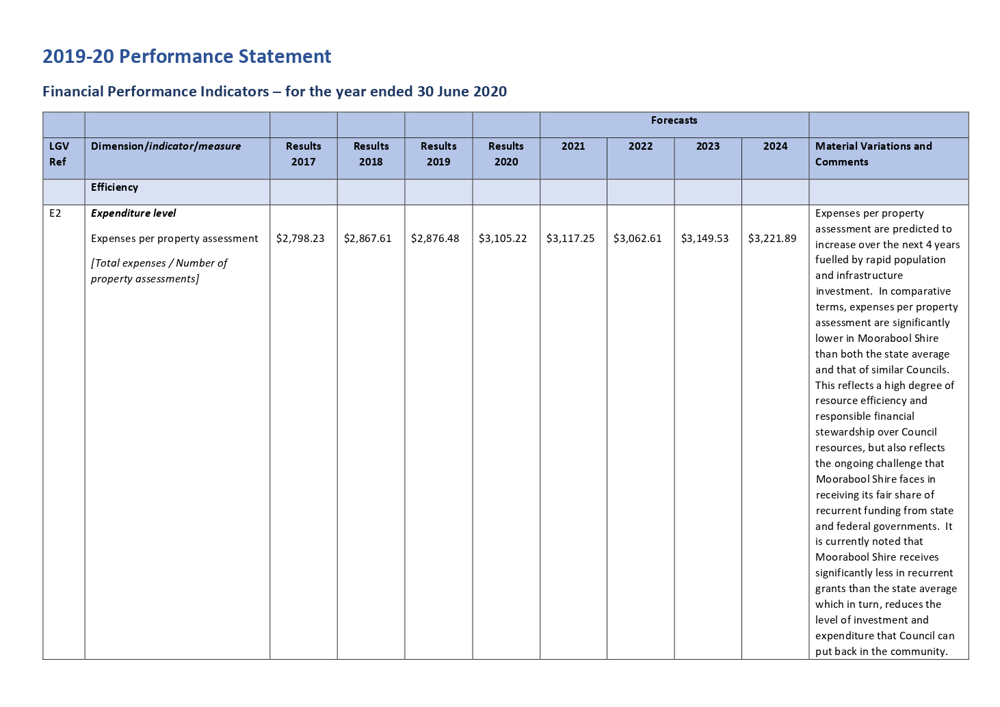 2019-20 Performance Statement
Financial Performance Indicators – for the year ended 30 June 2020
Forecasts
LGV Ref
Dimension/indicator/measure
Results 2017
Results 2018
Results 2019
Results 2020
2021
2022
2023
2024
Material Variations and Comments
Efficiency
E2
Expenditure level
Expenses per property assessment
$2,798.23
$2,867.61
$2,876.48
$3,105.22
$3,117.25
$3,062.61
$3,149.53
$3,221.89
[Total expenses / Number of
property assessments]
Expenses per property
assessment are predicted to
increase over the next 4 years
fuelled by rapid population
and infrastructure
investment.  In comparative
terms, expenses per property
assessment are significantly
lower in Moorabool Shire
than both the state average
and that of similar Councils.
This reflects a high degree of
resource efficiency and
responsible financial
stewardship over Council
resources, but also reflects
the ongoing challenge that
Moorabool Shire faces in
receiving its fair share of
recurrent funding from state
and federal governments.  It
is currently noted that
Moorabool Shire receives
significantly less in recurrent
grants than the state average
which in turn, reduces the
level of investment and
expenditure that Council can
put back in the community.